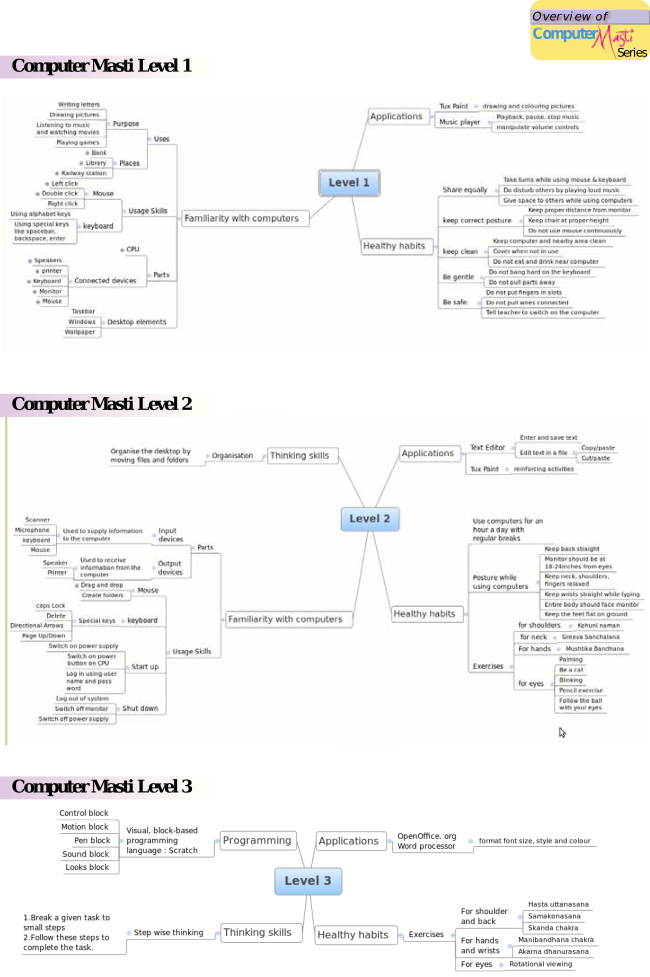 Overview of
Computer Masti
Series
Computer Masti Level 1
Level 1
Familiarity with computers
Uses
Purpose
Writing letters
Drawing pictures
Listening to music
and watching movies
Playing games
Places
Bank
Library
Railway station
Usage Skills
Mouse
Left click
Double click
Right click
keyboard
Using alphabet keys
Using special keys
like spacebar,
backspace, enter
Parts
CPU
Connected devices
Speakers
printer
Keyboard
Monitor
Mouse
Desktop elements
Taskbar
Windows
Wallpaper
Applications
Tux Paint
drawing and colouring pictures
Music player
Playback, pause, stop music
manipulate volume controls
Healthy habits
Share equally
Take turns while using mouse & keyboard
Do disturb others by playing loud music
Give space to others while using computers
keep correct posture
Keep proper distance from monitor
Keep chair at proper height
Do not use mouse continuously
keep clean
Keep computer and nearby area clean
Cover when not in use
Do not eat and drink near computer
Be gentle
Do not bang hard on the keyboard
Do not pull parts away
Be safe:
Do not put fingers in slots
Do not pull wires connected
Tell teacher to switch on the computer
Computer Masti Level 2
Level 2
Thinking skills
Organisation
Organise the desktop by
moving files and folders
Familiarity with computers
Parts
Input
devices
Used to supply information
to the computer
Scanner
Microphone
keyboard
Mouse
Output
devices
Used to receive
information from the
computer
Speaker
Printer
Usage Skills
Mouse
Drag and drop
Create folders
keyboard
Special keys
caps Lock
Delete
Directional Arrows
Page Up/Down
Start up
Switch on power supply
Switch on power
button on CPU
Log in using user
name and pass
word
Shut down
Log out of system
Switch off monitor
Switch off power supply
Applications
Text Editor
Enter and save text
Edit text in a file
Copy/paste
Cut/paste
Tux Paint
reinforcing activities
Healthy habits
Use computers for an
hour a day with
regular breaks
Posture while
using computers
Keep back straight
Monitor should be at
18-24inches from eyes
Keep neck, shoulders,
fingers relaxed
Keep wrists straight while typing
Entire body should face monitor
Keep the feet flat on ground
Exercises
for shoulders
Kehuni naman
for neck
Greeva Sanchalana
For hands
Mushtika Bandhana
for eyes
Palming
Be a cat
Blinking
Pencil exercise
Follow the ball
with your eyes
Computer Masti Level 3
Level 3
Programming
Visual, block-based
programming
language : Scratch
Control block
Motion block
Pen block
Sound block
Looks block
Thinking skills
Step wise thinking
1.Break a given task to
small steps
2.Follow these steps to
complete the task.
Applications
OpenOffice. org
Word processor
format font size, style and colour
Healthy habits
Exercises
For shoulder
and back
Hasta uttanasana
Samakonasana
Skanda chakra
For hands
and wrists
Manibandhana chakra
Akarna dhanurasana
For eyes
Rotational viewing